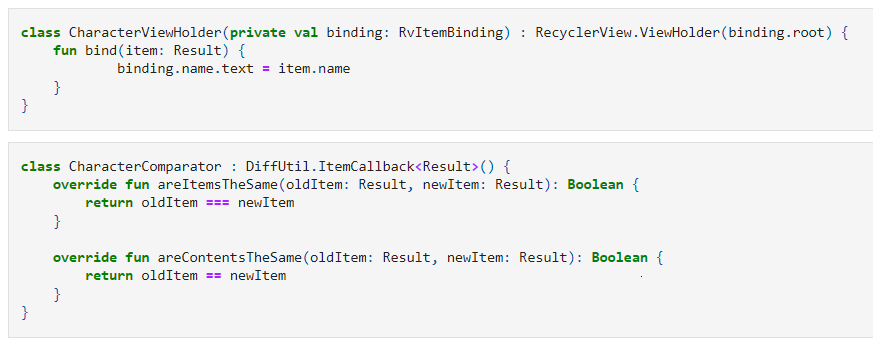 class CharacterViewHolder(private val binding: RvItemBinding) : RecyclerView.ViewHolder(binding.root) {
    fun bind(item: Result) {
            binding.name.text = item.name
    }
}
class CharacterComparator : DiffUtil.ItemCallback<Result>() {
    override fun areItemsTheSame(oldItem: Result, newItem: Result): Boolean {
        return oldItem === newItem
    }
    override fun areContentsTheSame(oldItem: Result, newItem: Result): Boolean {
        return oldItem == newItem
    }
}